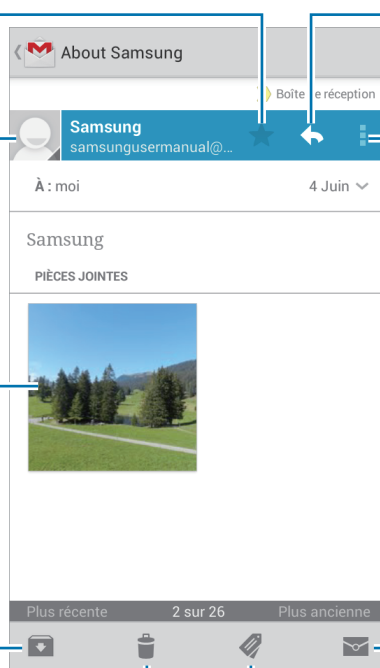 About Samsung
Boîte de réception
Samsung
samsungusermanual@...
À : moi
4 Juin
Samsung
PIÈCES JOINTES
Plus récente
2 sur 26
Plus ancienne